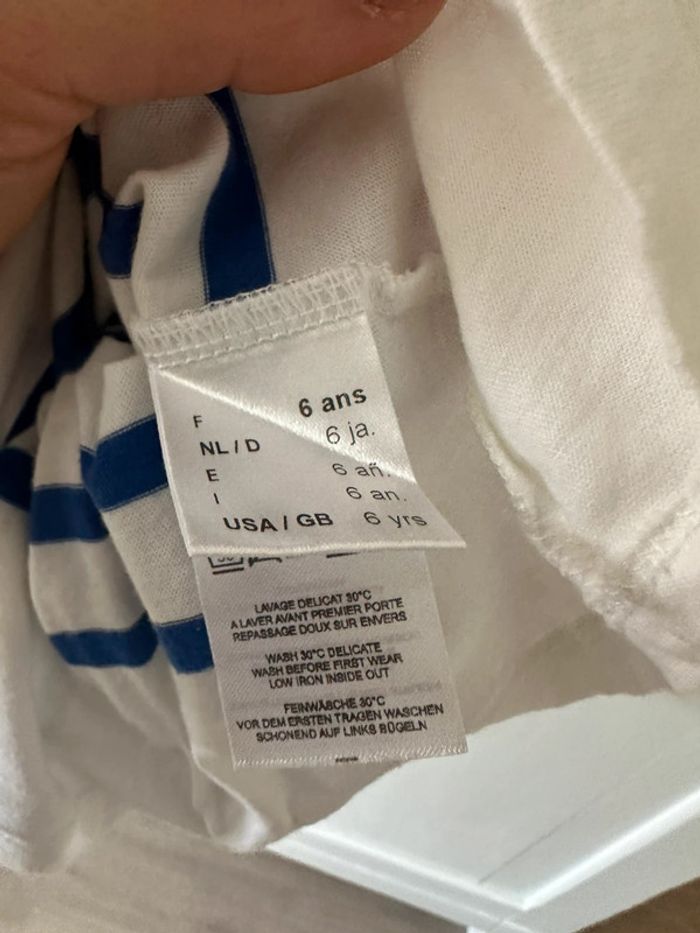 F 6 ans
NL / D 6 ja.
E 6 añ.
I 6 an.
USA / GB 6 yrs
LAVAGE DELICAT 30°C
A LAVER AVANT PREMIER PORTE
REPASSAGE DOUX SUR ENVERS
WASH 30°C DELICATE
WASH BEFORE FIRST WEAR
LOW IRON INSIDE OUT
FEINWÄSCHE 30°C
VOR DEM ERSTEN TRAGEN WASCHEN
SCHONEND AUF LINKS BÜGELN